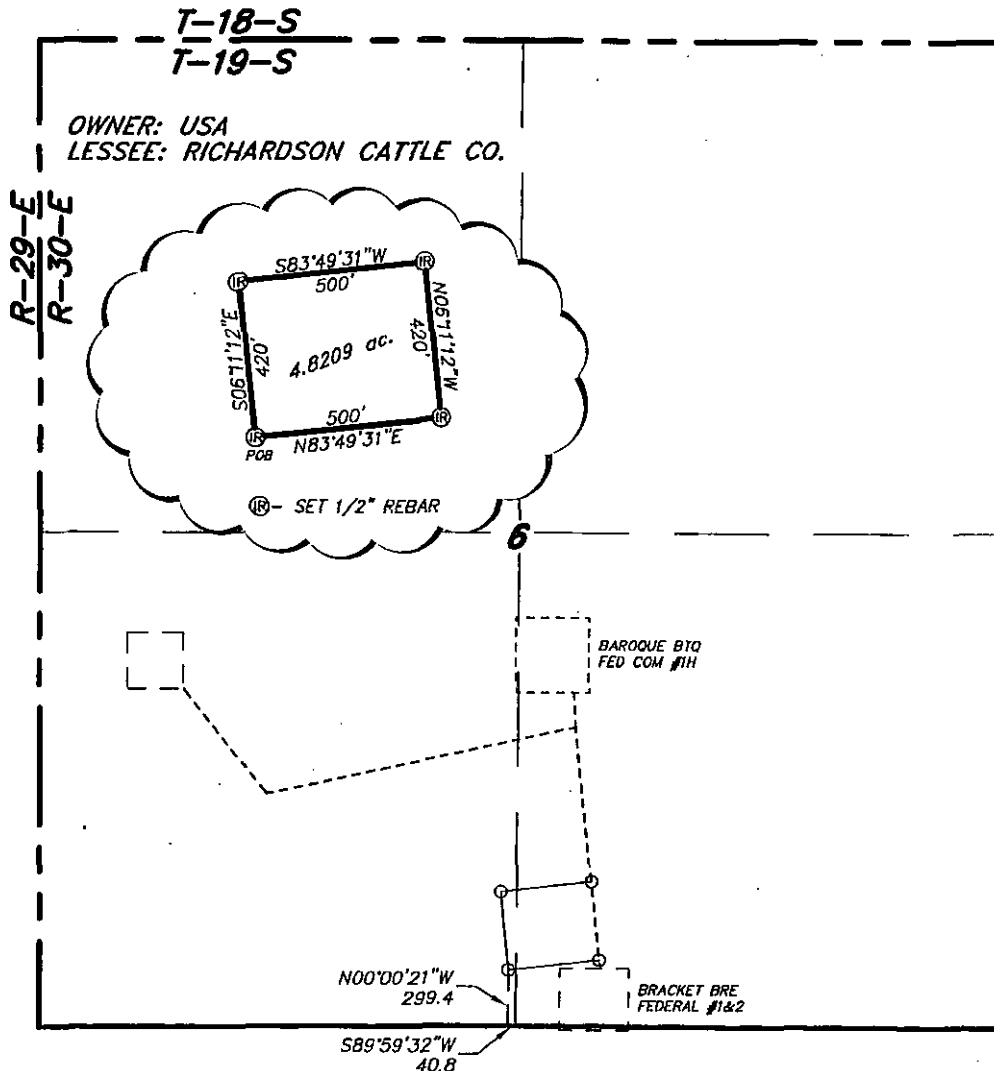 T-18-S
T-19-S
OWNER: USA
LESSEE: RICHARDSON CATTLE CO.
R-29-E
R-30-E
S83°49'31"W
500'
IR
IR
S06°11'12"E
420'
4.8209 ac.
N06°11'12"W
420'
500'
N83°49'31"E
IR
IR
POB
IR - SET 1/2" REBAR
6
BAROQUE BTQ
FED COM #1H
N00°00'21"W
299.4
BRACKET BRE
FEDERAL #1&2
S89°59'32"W
40.8